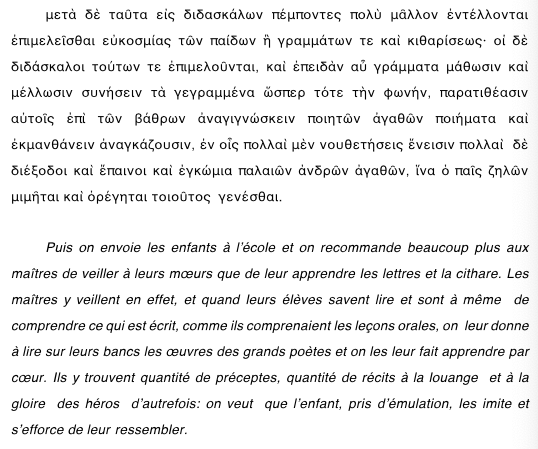 μετὰ δὲ ταῦτα εἰς διδασκάλων πέμποντες πολὺ μᾶλλον ἐντέλλονται
ἐπιμελεῖσθαι εὐκοσμίας τῶν παίδων ἢ γραμμάτων τε καὶ κιθαρίσεως· οἱ δὲ
διδάσκαλοι τούτων τε ἐπιμελοῦνται, καὶ ἐπειδὰν αὖ γράμματα μάθωσιν καὶ
μέλλωσιν συνήσειν τὰ γεγραμμένα ὥσπερ τότε τὴν φωνήν, παρατιθέασιν
αὐτοῖς ἐπὶ τῶν βάθρων ἀναγιγνώσκειν ποιητῶν ἀγαθῶν ποιήματα καὶ
ἐκμανθάνειν ἀναγκάζουσιν, ἐν οἷς πολλαὶ μὲν νουθετήσεις ἔνεισιν πολλαὶ δὲ
διέξοδοι καὶ ἔπαινοι καὶ ἐγκώμια παλαιῶν ἀνδρῶν ἀγαθῶν, ἵνα ὁ παῖς ζηλῶν
μιμῆται καὶ ὀρέγηται τοιοῦτος γενέσθαι.
Puis on envoie les enfants à l'école et on recommande beaucoup plus aux
maîtres de veiller à leurs mœurs que de leur apprendre les lettres et la cithare. Les
maîtres y veillent en effet, et quand leurs élèves savent lire et sont à même de
comprendre ce qui est écrit, comme ils comprenaient les leçons orales, on leur donne
à lire sur leurs bancs les œuvres des grands poètes et on les leur fait apprendre par
cœur. Ils y trouvent quantité de préceptes, quantité de récits à la louange et à la
gloire des héros d'autrefois: on veut que l'enfant, pris d'émulation, les imite et
s'efforce de leur ressembler.